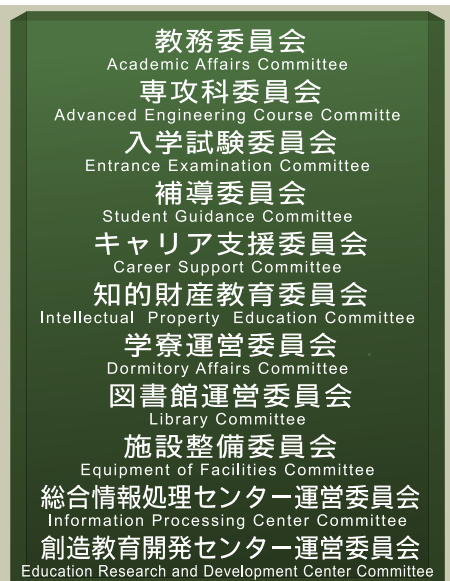 教務委員会
Academic Affairs Committee
専攻科委員会
Advanced Engineering Course Committe
入学試験委員会
Entrance Examination Committee
補導委員会
Student Guidance Committee
キャリア支援委員会
Career Support Committee
知的財産教育委員会
Intellectual Property Education Committee
学寮運営委員会
Dormitory Affairs Committee
図書館運営委員会
Library Committee
施設整備委員会
Equipment of Facilities Committee
総合情報処理センター運営委員会
Information Processing Center Committee
創造教育開発センター運営委員会
Education Research and Development Center Committee